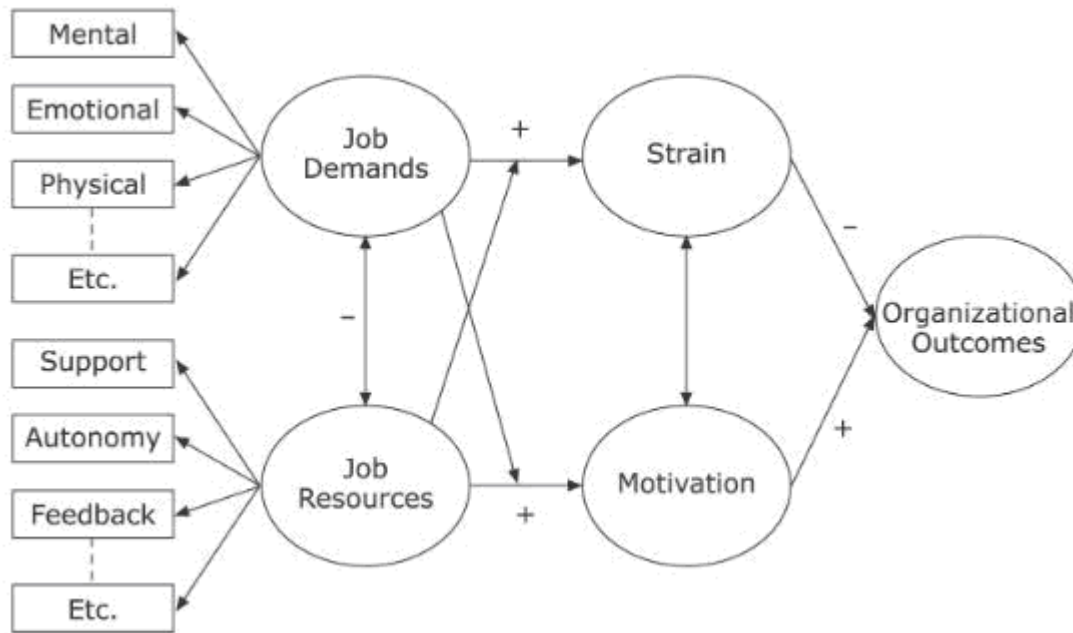 Mental
Emotional
Physical
Etc.
Support
Autonomy
Feedback
Etc.
Job
Demands
Job
Resources
+
–
+
Strain
Motivation
–
+
Organizational
Outcomes